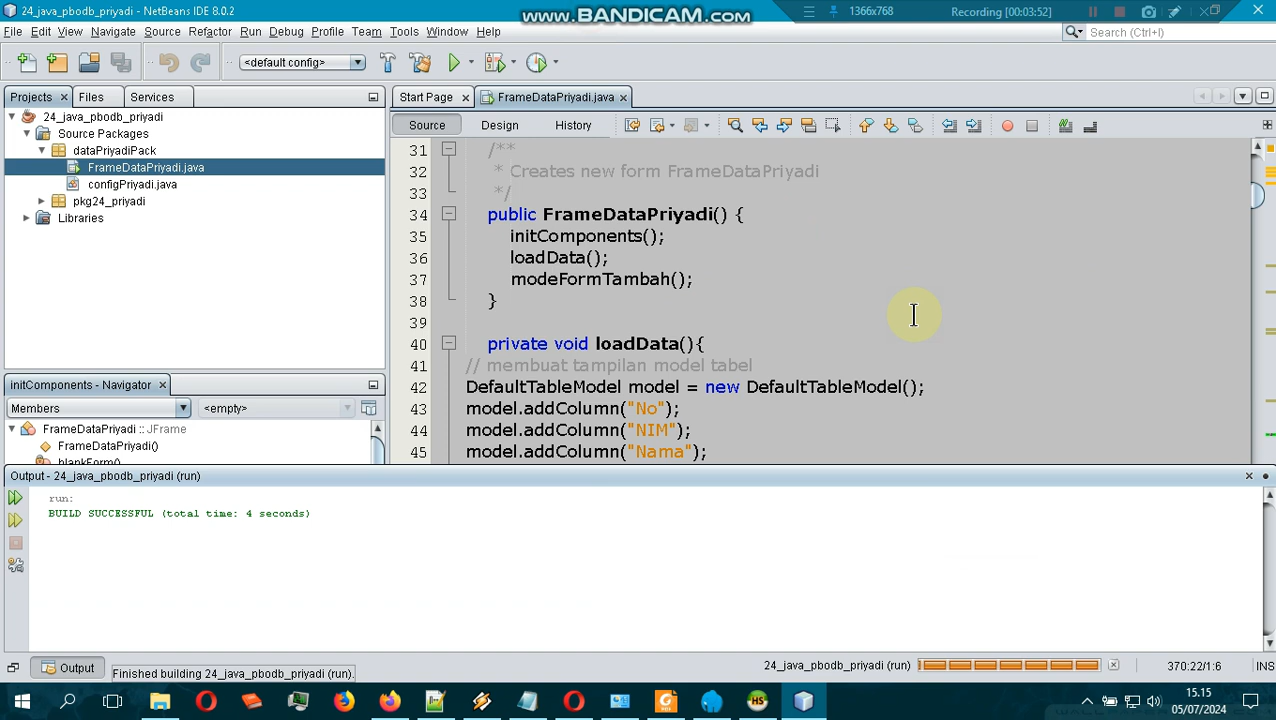 24_java_pbodb_priyadi - NetBeans IDE 8.0.2
www.BANDICAM.com
1366x768
Recording [00:03:52]
File Edit View Navigate Source Refactor Run Debug Profile Team Tools Window Help
Search (Ctrl+I)
<default config>
Projects
Files
Services
Start Page
FrameDataPriyadi.java
Source
Design
History
24_java_pbodb_priyadi
Source Packages
dataPriyadiPack
FrameDataPriyadi.java
configPriyadi.java
pkg24_priyadi
Libraries
31 /**
32 * Creates new form FrameDataPriyadi
33 */
34 public FrameDataPriyadi() {
35 initComponents();
36 loadData();
37 modeFormTambah();
38 }
39
40 private void loadData(){
41 // membuat tampilan model tabel
42 DefaultTableModel model = new DefaultTableModel();
43 model.addColumn("No");
44 model.addColumn("NIM");
45 model.addColumn("Nama");
initComponents - Navigator
Members
<empty>
FrameDataPriyadi :: JFrame
FrameDataPriyadi()
blankForm()
Output - 24_java_pbodb_priyadi (run)
run:
BUILD SUCCESSFUL (total time: 4 seconds)
Output
Finished building 24_java_pbodb_priyadi (run).
24_java_pbodb_priyadi (run)
370:22/1:6
INS
15.15
05/07/2024